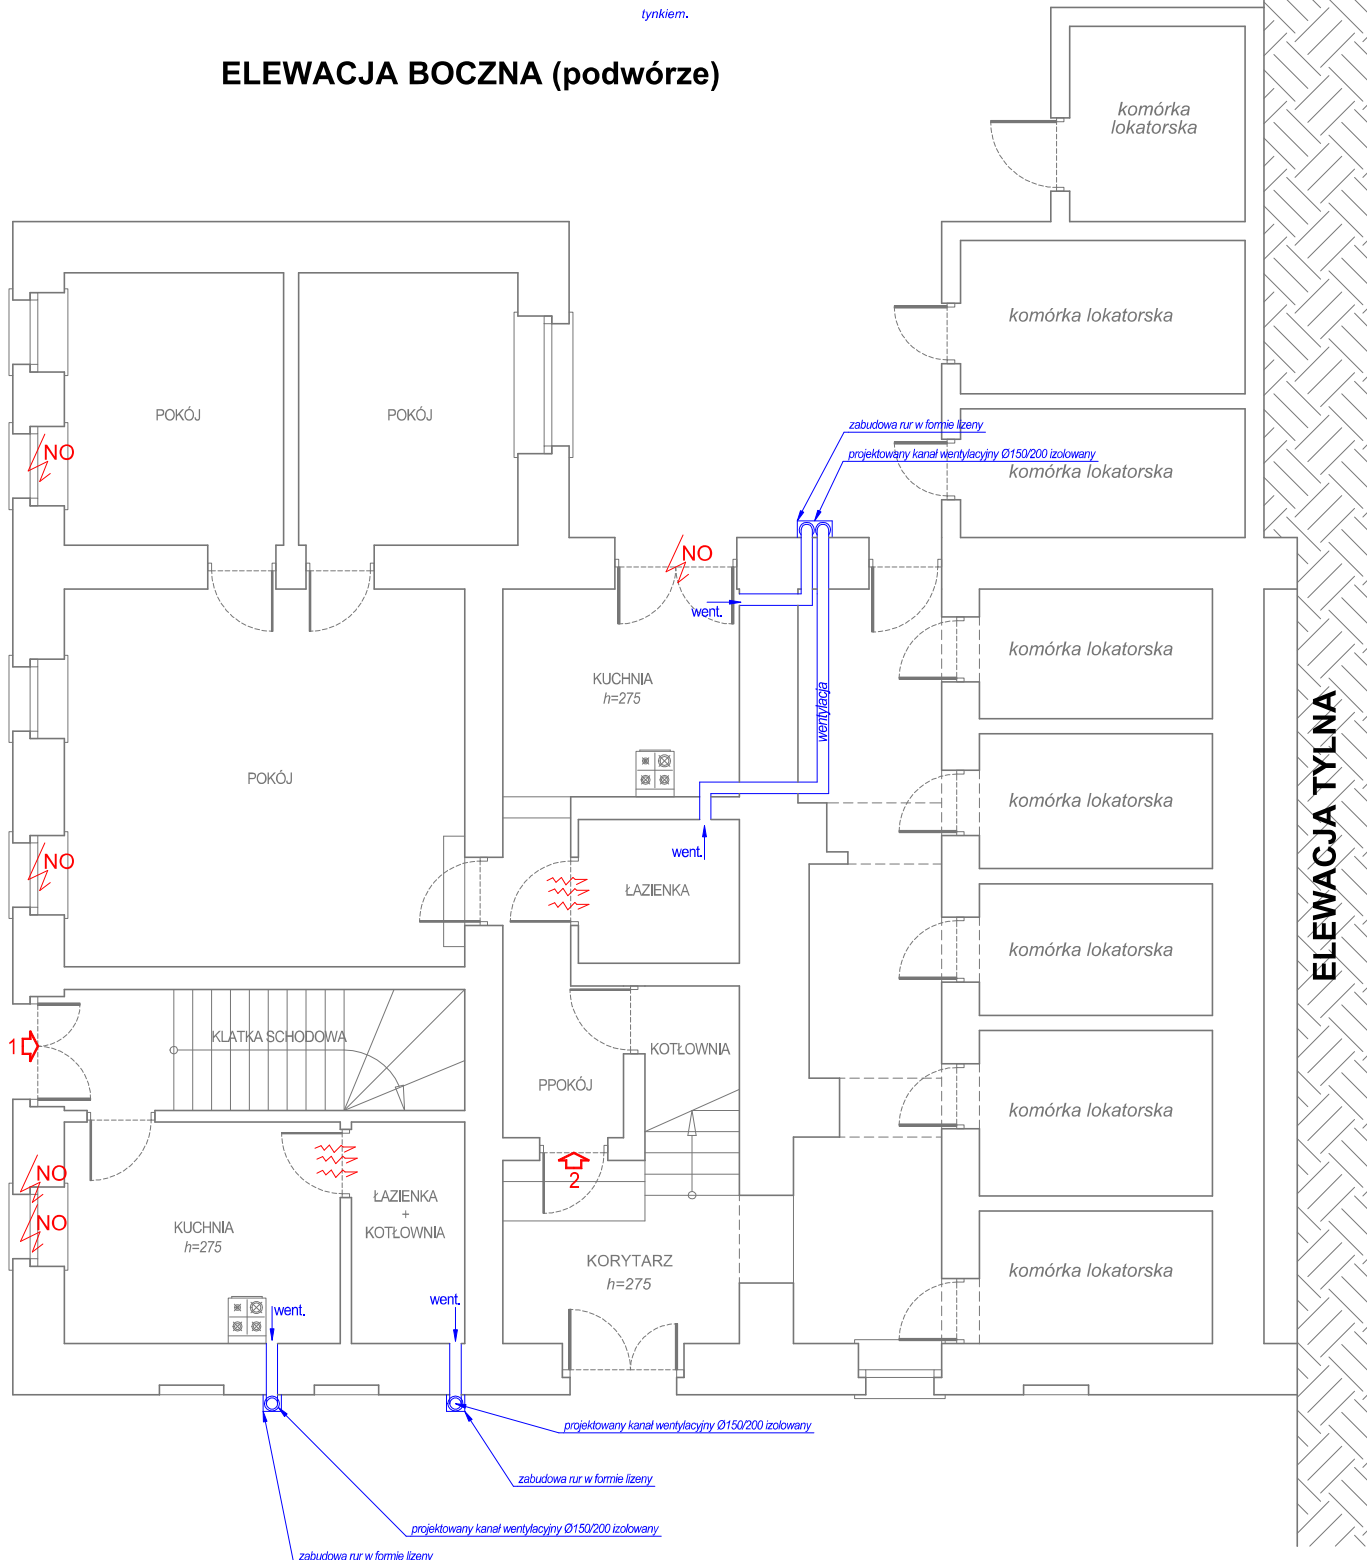 tynkiem.
ELEWACJA BOCZNA (podwórze)
komórka
lokatorska
komórka lokatorska
POKÓJ
POKÓJ
zabudowa rur w formie lizeny
projektowany kanał wentylacyjny Ø150/200 izolowany
komórka lokatorska
NO
NO
went.
KUCHNIA
h=275
komórka lokatorska
wentylacja
ELEWACJA TYLNA
POKÓJ
komórka lokatorska
NO
went.
ŁAZIENKA
komórka lokatorska
1
KLATKA SCHODOWA
KOTŁOWNIA
PPOKÓJ
komórka lokatorska
NO
2
ŁAZIENKA
+
KOTŁOWNIA
NO
KUCHNIA
h=275
KORYTARZ
h=275
komórka lokatorska
went.
went.
projektowany kanał wentylacyjny Ø150/200 izolowany
zabudowa rur w formie lizeny
projektowany kanał wentylacyjny Ø150/200 izolowany
zabudowa rur w formie lizeny